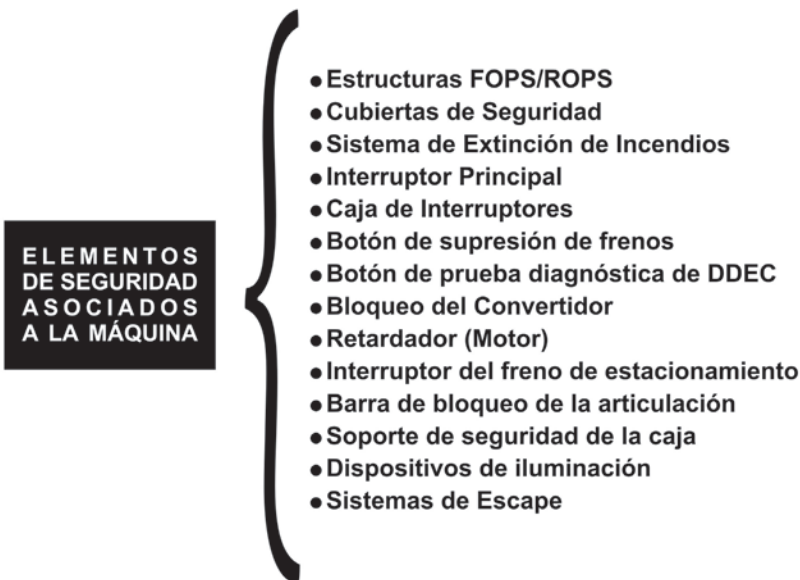 ELEMENTOS
DE SEGURIDAD
ASOCIADOS
A LA MÁQUINA
● Estructuras FOPS/ROPS
● Cubiertas de Seguridad
● Sistema de Extinción de Incendios
● Interruptor Principal
● Caja de Interruptores
● Botón de supresión de frenos
● Botón de prueba diagnóstica de DDEC
● Bloqueo del Convertidor
● Retardador (Motor)
● Interruptor del freno de estacionamiento
● Barra de bloqueo de la articulación
● Soporte de seguridad de la caja
● Dispositivos de iluminación
● Sistemas de Escape